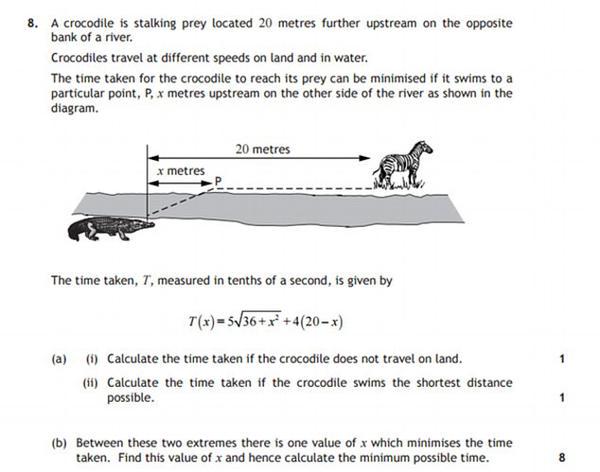 8. A crocodile is stalking prey located 20 metres further upstream on the opposite
bank of a river.
Crocodiles travel at different speeds on land and in water.
The time taken for the crocodile to reach its prey can be minimised if it swims to a
particular point, P, x metres upstream on the other side of the river as shown in the
diagram.
20 metres
x metres
P
The time taken, T, measured in tenths of a second, is given by
T(x)=5√36+x² +4(20−x)
(a) (i) Calculate the time taken if the crocodile does not travel on land. 1
(ii) Calculate the time taken if the crocodile swims the shortest distance
possible. 1
(b) Between these two extremes there is one value of x which minimises the time
taken. Find this value of x and hence calculate the minimum possible time. 8